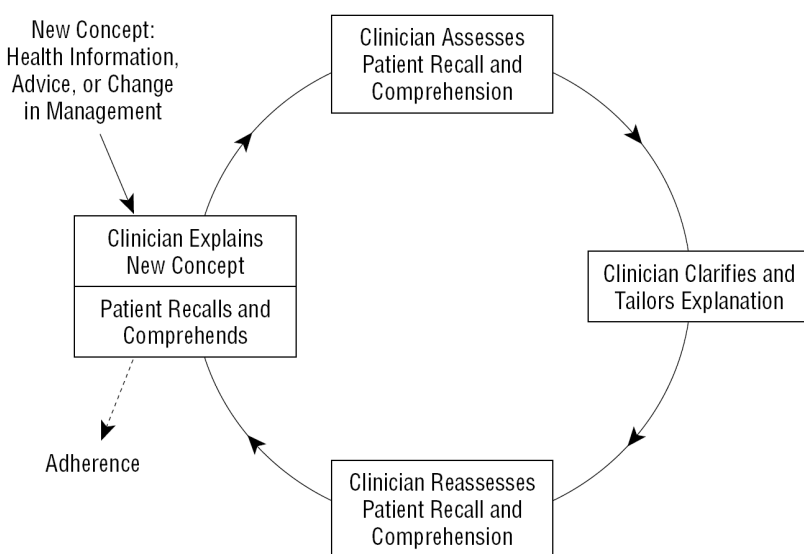 New Concept:
Health Information,
Advice, or Change
in Management
Clinician Assesses
Patient Recall and
Comprehension
Clinician Explains
New Concept
Patient Recalls and
Comprehends
Clinician Clarifies and
Tailors Explanation
Adherence
Clinician Reassesses
Patient Recall and
Comprehension